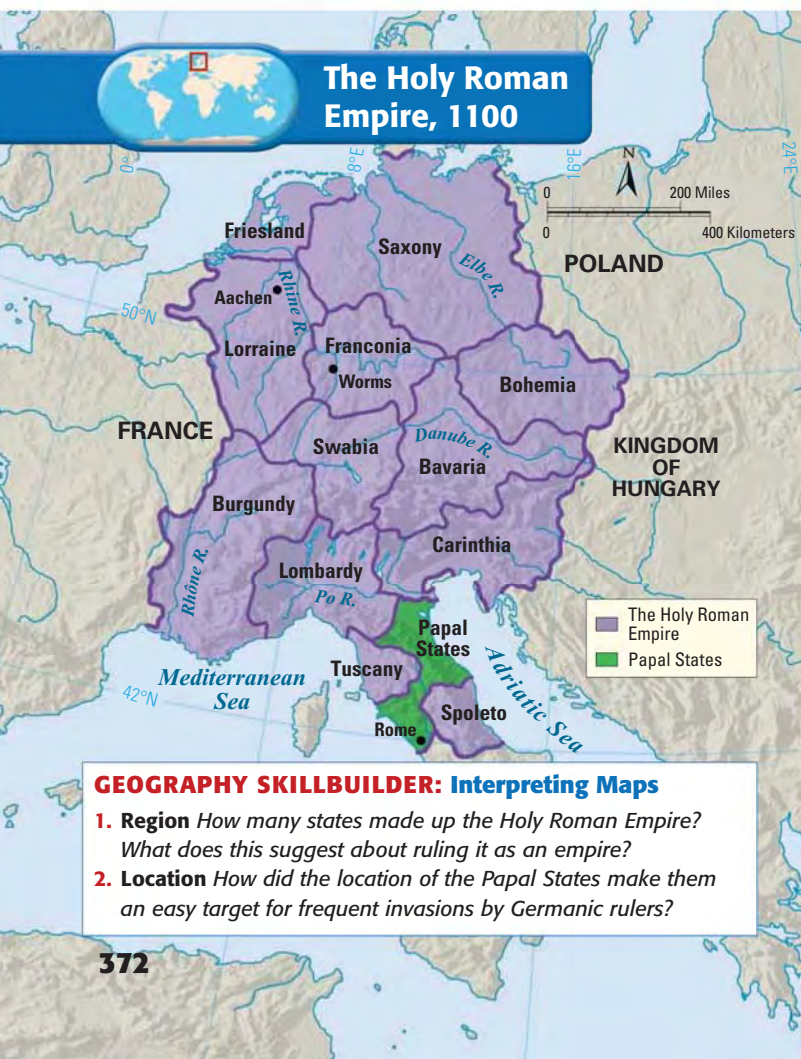 The Holy Roman
Empire, 1100
0°
8°E
16°E
24°E
N
0
200 Miles
0
400 Kilometers
Friesland
Saxony
Elbe R.
POLAND
Aachen
Rhine R.
50°N
Lorraine
Franconia
Worms
Bohemia
FRANCE
Swabia
Danube R.
Bavaria
KINGDOM
OF
HUNGARY
Burgundy
Carinthia
Rhône R.
Lombardy
Po R.
The Holy Roman
Empire
Papal States
Papal
States
Mediterranean
Sea
Tuscany
Adriatic Sea
42°N
Spoleto
Rome
GEOGRAPHY SKILLBUILDER: Interpreting Maps
1. Region How many states made up the Holy Roman Empire?
What does this suggest about ruling it as an empire?
2. Location How did the location of the Papal States make them
an easy target for frequent invasions by Germanic rulers?
372